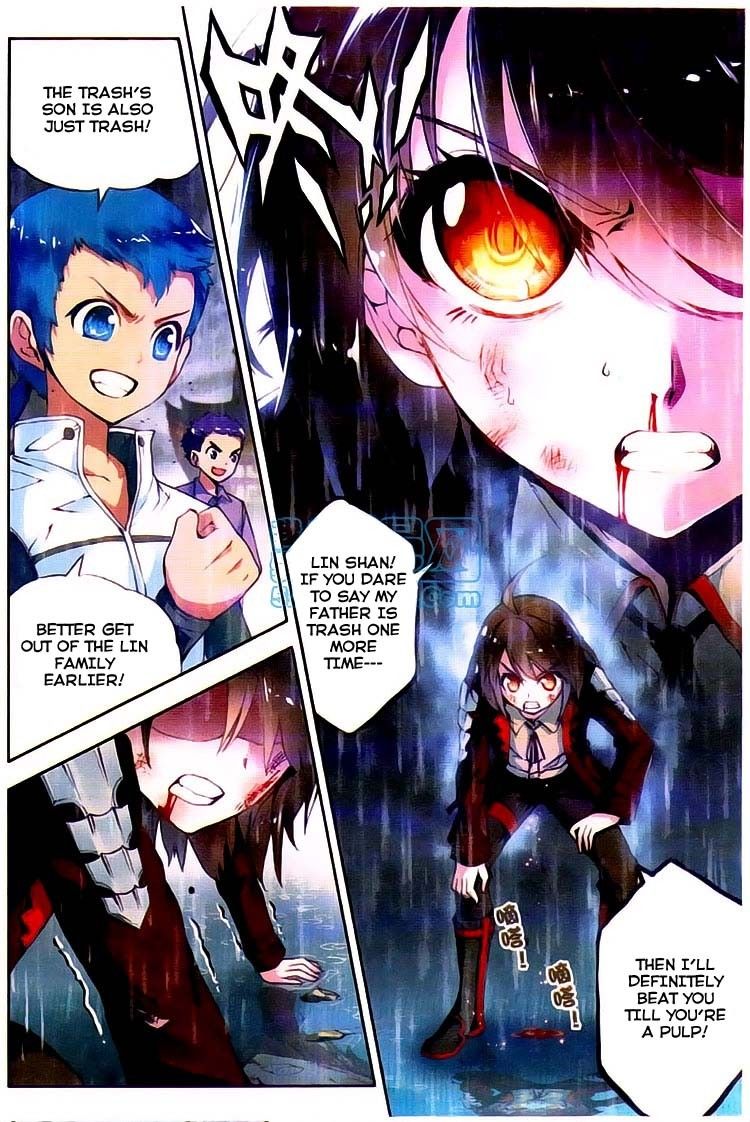 THE TRASH'S
SON IS ALSO
JUST TRASH!
BETTER GET
OUT OF THE LIN
FAMILY
EARLIER!
LIN SHAN!
IF YOU DARE
TO SAY MY
FATHER IS
TRASH ONE
MORE
TIME---
嘀
嗒！
嘀
嗒！
THEN I'LL
DEFINITELY
BEAT YOU
TILL YOU'RE
A PULP!